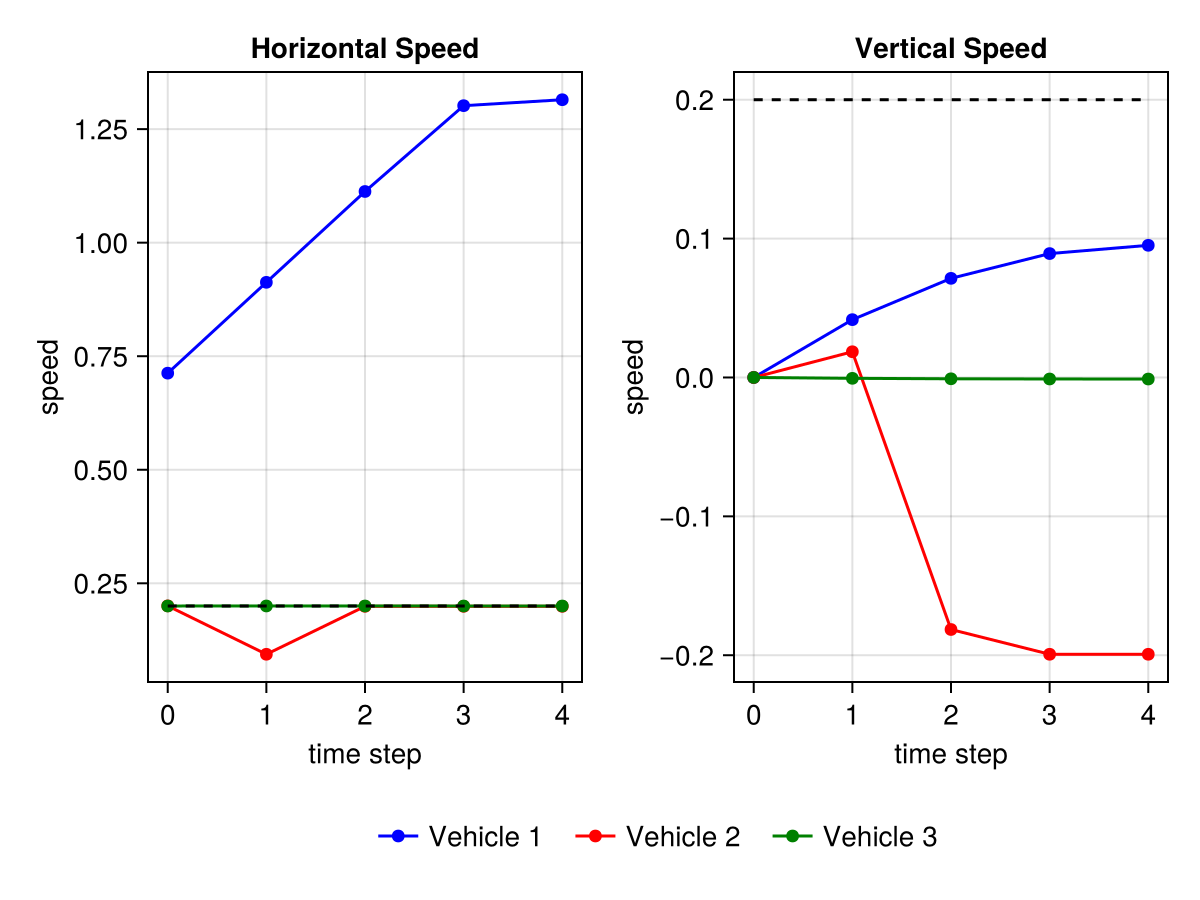 Horizontal Speed
1.25
1.00
0.75
0.50
0.25
speed
0 1 2 3 4
time step
Vertical Speed
0.2
0.1
0.0
−0.1
−0.2
speed
0 1 2 3 4
time step
Vehicle 1 Vehicle 2 Vehicle 3